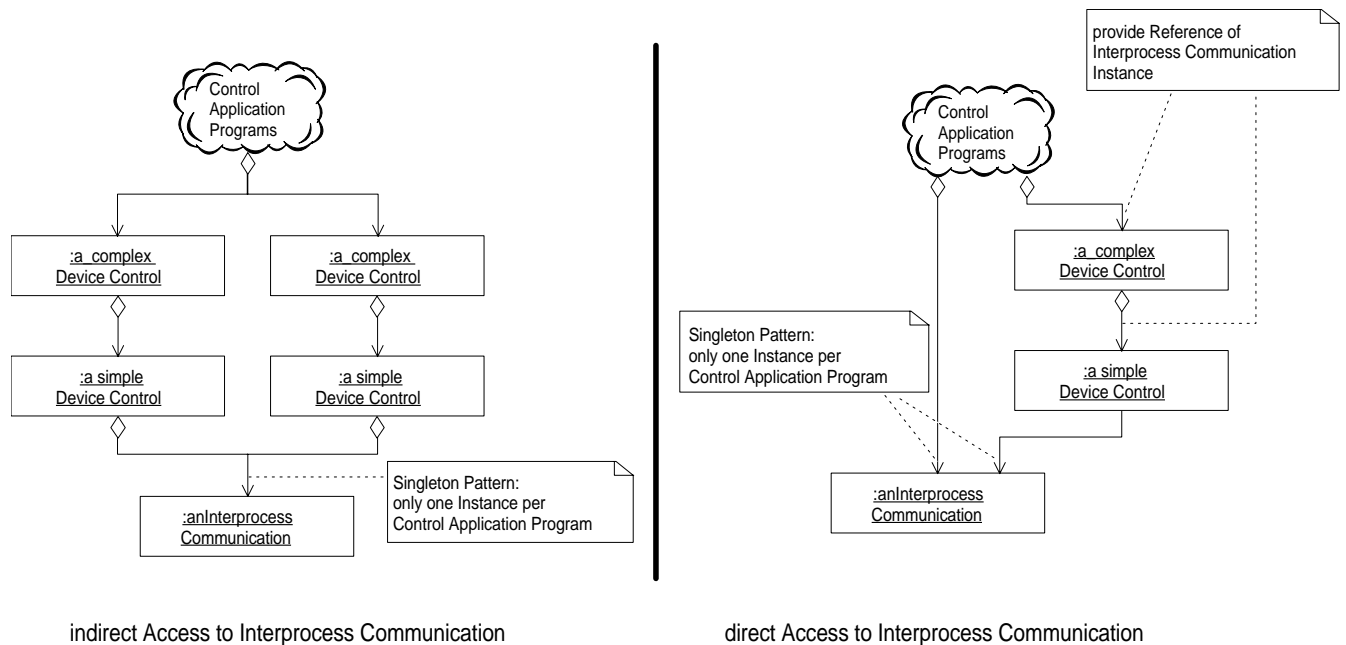 Control
Application
Programs
:a_complex
Device Control
:a_complex
Device Control
:a simple
Device Control
:a simple
Device Control
Singleton Pattern:
only one Instance per
Control Application Program
:anInterprocess
Communication
indirect Access to Interprocess Communication
provide Reference of
Interprocess Communication
Instance
Control
Application
Programs
:a_complex
Device Control
Singleton Pattern:
only one Instance per
Control Application Program
:a simple
Device Control
:anInterprocess
Communication
direct Access to Interprocess Communication